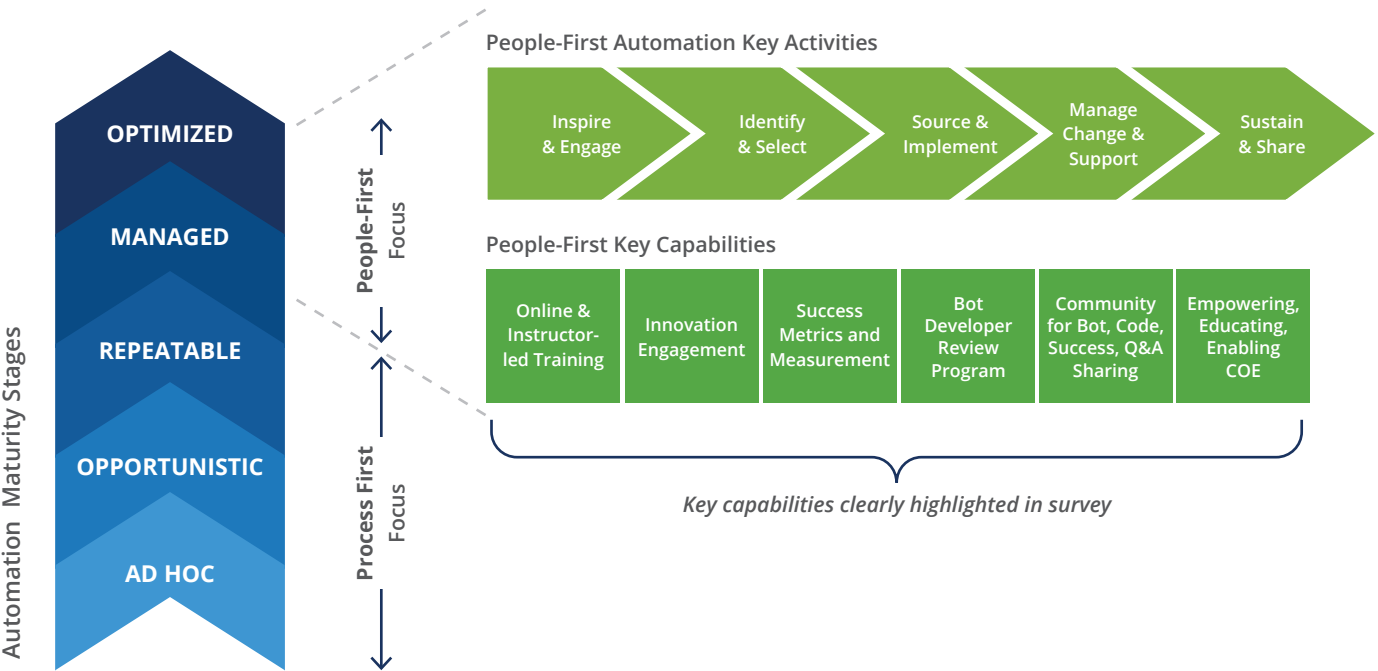 Automation Maturity Stages
OPTIMIZED
MANAGED
REPEATABLE
OPPORTUNISTIC
AD HOC
People-First
Focus
Process First
Focus
People-First Automation Key Activities
Inspire
& Engage
Identify
& Select
Source &
Implement
Manage
Change &
Support
Sustain
& Share
People-First Key Capabilities
Online &
Instructor-
led Training
Innovation
Engagement
Success
Metrics and
Measurement
Bot
Developer
Review
Program
Community
for Bot, Code,
Success, Q&A
Sharing
Empowering,
Educating,
Enabling
COE
Key capabilities clearly highlighted in survey